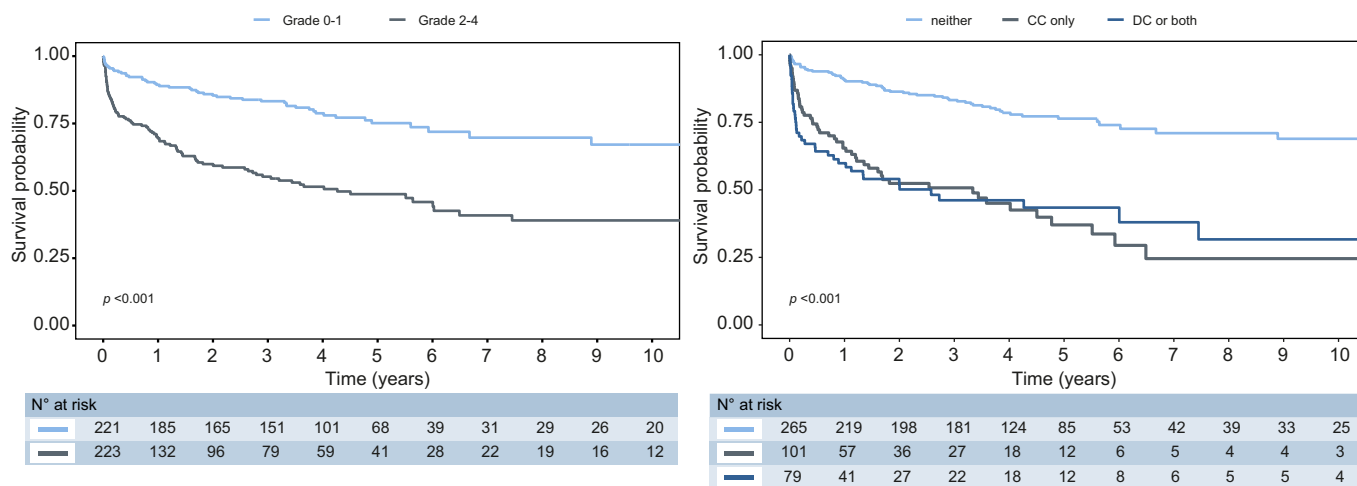 Grade 0-1 Grade 2-4
1.00
0.75
0.50
0.25
0.00
Survival probability
p <0.001
0 1 2 3 4 5 6 7 8 9 10
Time (years)
N° at risk
221 185 165 151 101 68 39 31 29 26 20
223 132 96 79 59 41 28 22 19 16 12
neither CC only DC or both
1.00
0.75
0.50
0.25
0.00
Survival probability
p <0.001
0 1 2 3 4 5 6 7 8 9 10
Time (years)
N° at risk
265 219 198 181 124 85 53 42 39 33 25
101 57 36 27 18 12 6 5 4 4 3
79 41 27 22 18 12 8 6 5 5 4